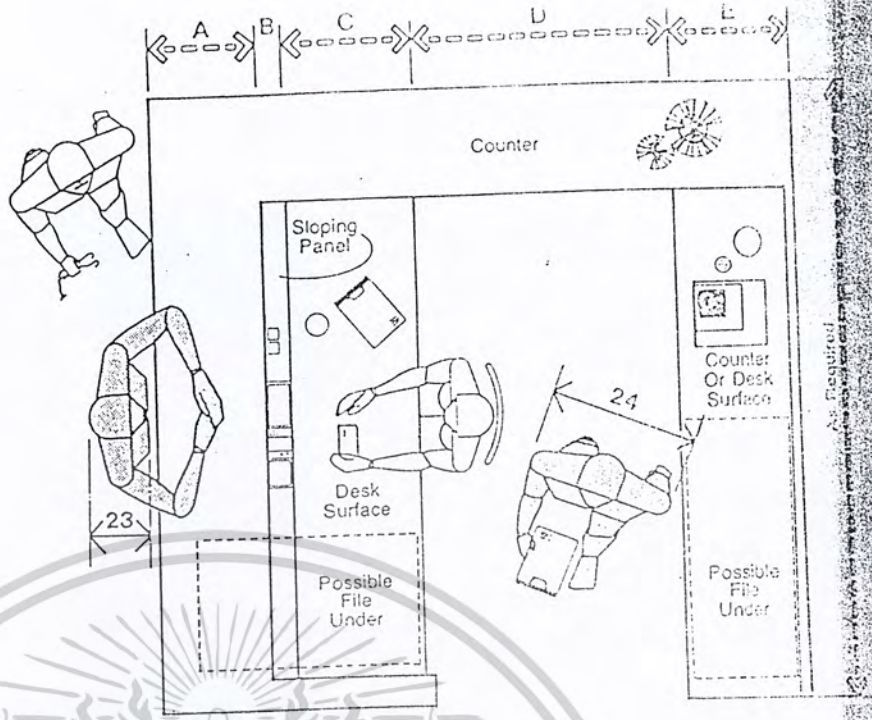 A B C D E
Counter
Sloping
Panel
As Required
Counter
Or Desk
Surface
24
Desk
Surface
23
Possible
File
Under
Possible
File
Under